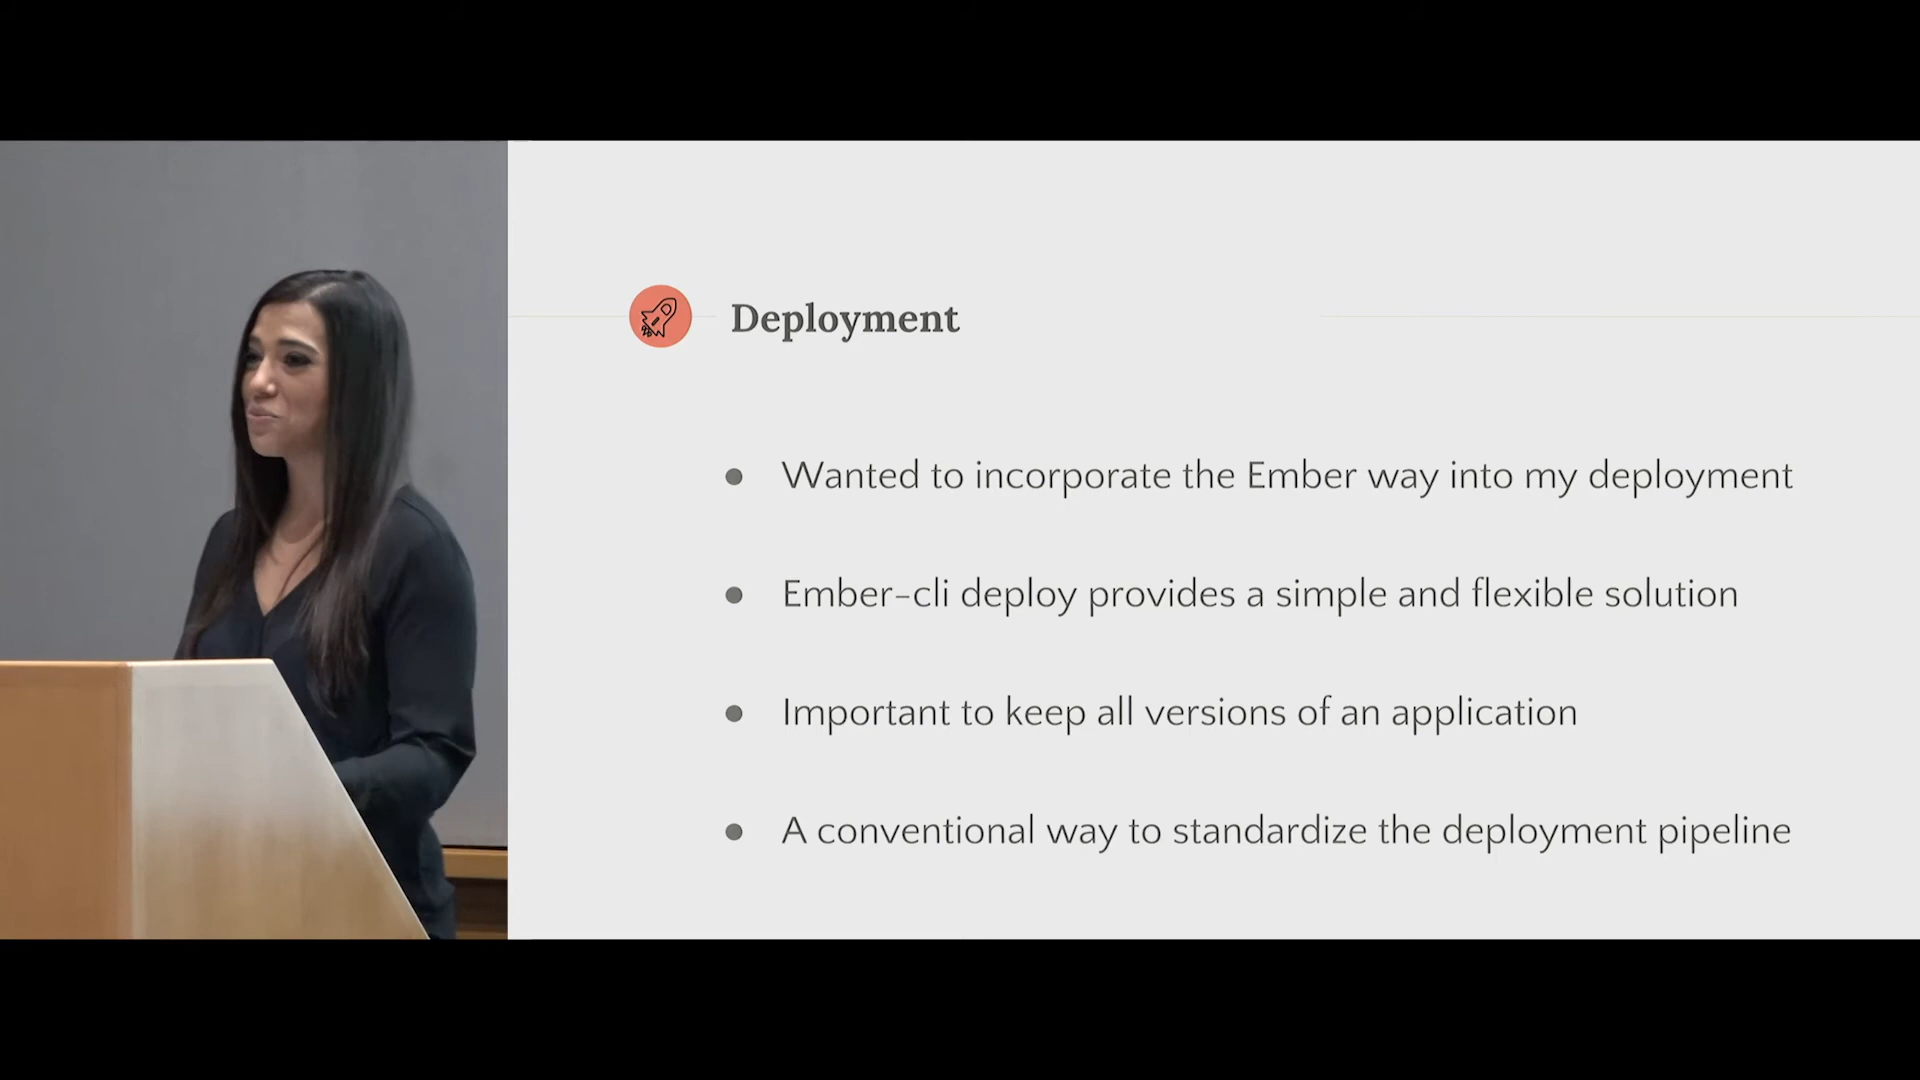 Deployment
Wanted to incorporate the Ember way into my deployment
Ember-cli deploy provides a simple and flexible solution
Important to keep all versions of an application
A conventional way to standardize the deployment pipeline